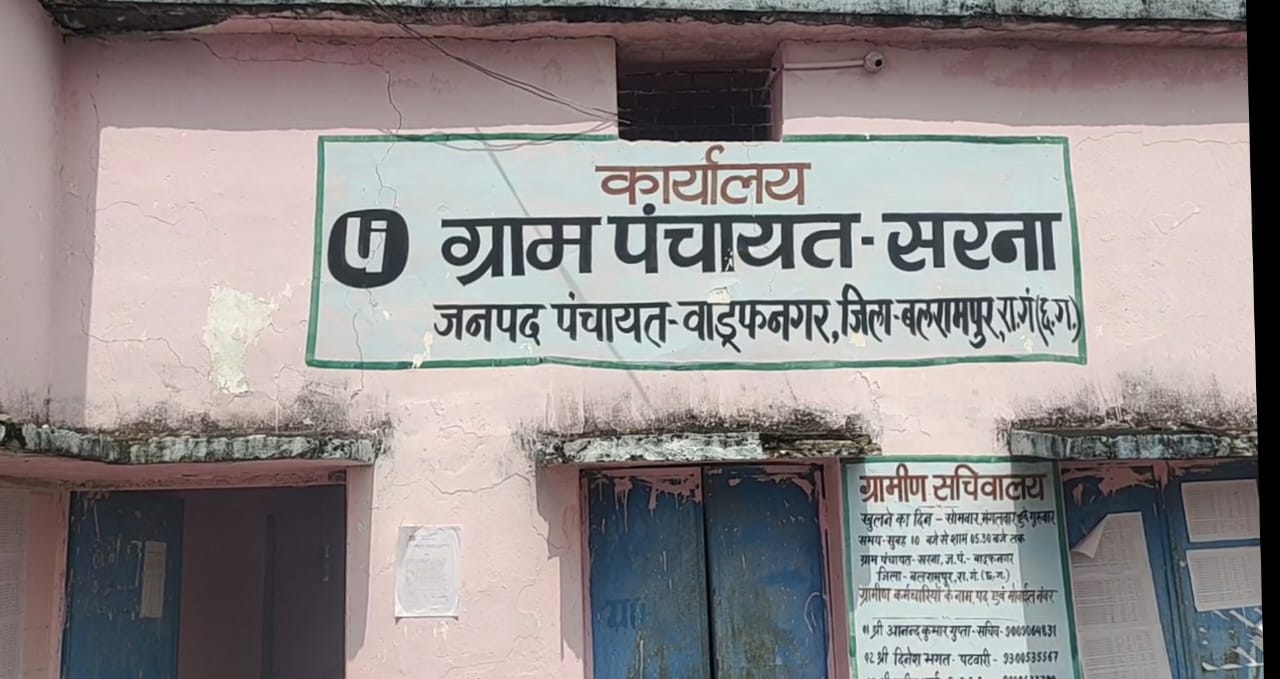 कार्यालय
ग्राम पंचायत-सरना
जनपद पंचायत-वाड्रफनगर, जिला-बलरामपुर, रा.गं(छ.ग.)
ग्रामीण सचिवालय
खुलने का दिन - सोमवार, मंगलवार एवं गुरुवार
समय-सुबह 10 बजे से शाम 05.30 बजे तक
ग्राम पंचायत- सरना, ज.पं.- वाड्रफनगर
जिला - बलरामपुर, रा.गं.(छ.ग.)
ग्रामीण कर्मचारियों के नाम, पद एवं मोबाईल नंबर
01 श्री आनन्द कुमार गुप्ता - सचिव-
02 श्री दिनेश भगत - पटवारी - 9300535567